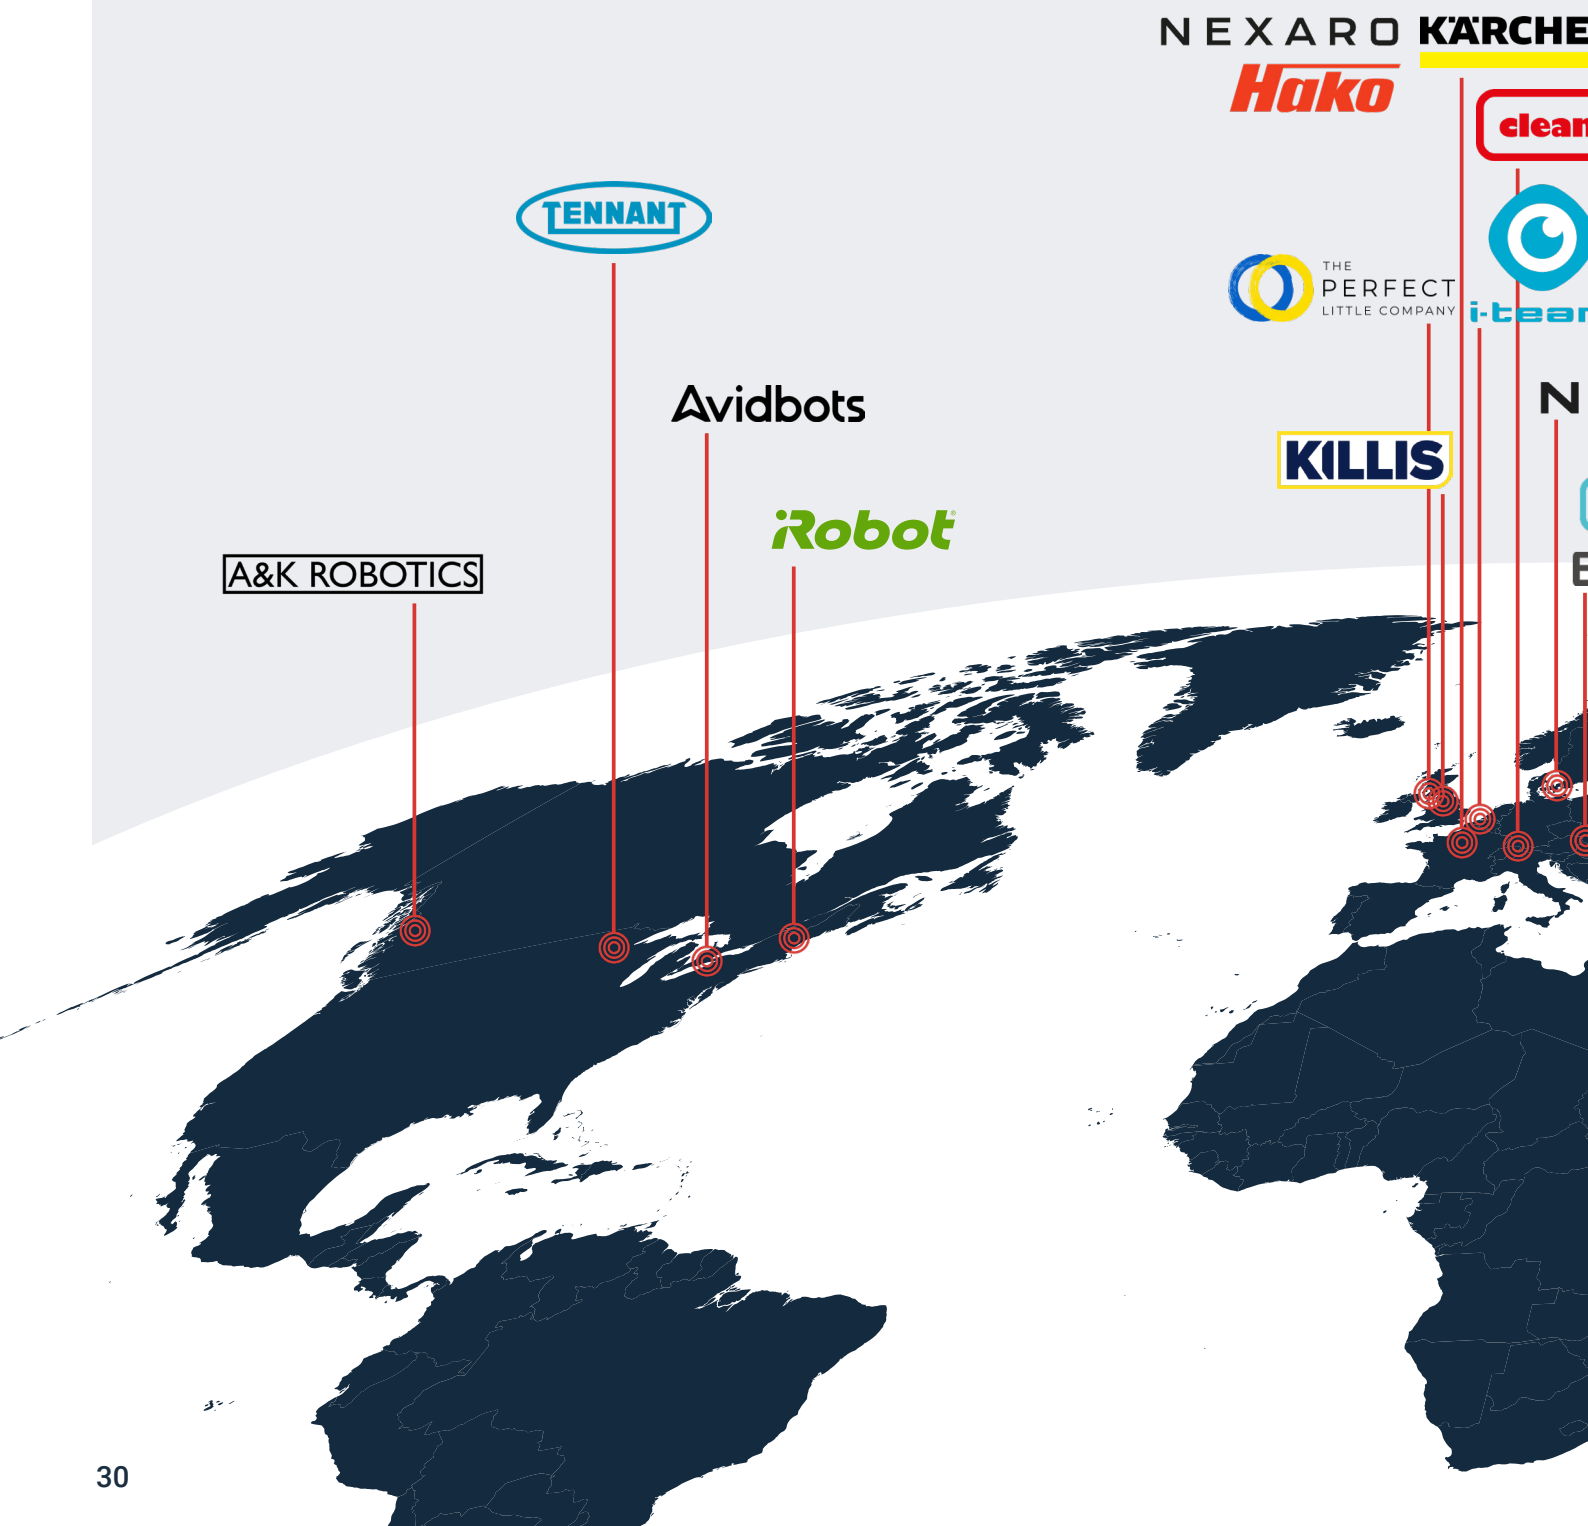 NEXARO KÄRCHE
Hako
clean
TENNANT
THE
PERFECT
LITTLE COMPANY
i-tear
Avidbots
N
KILLIS
iRobot
A&K ROBOTICS
E
30